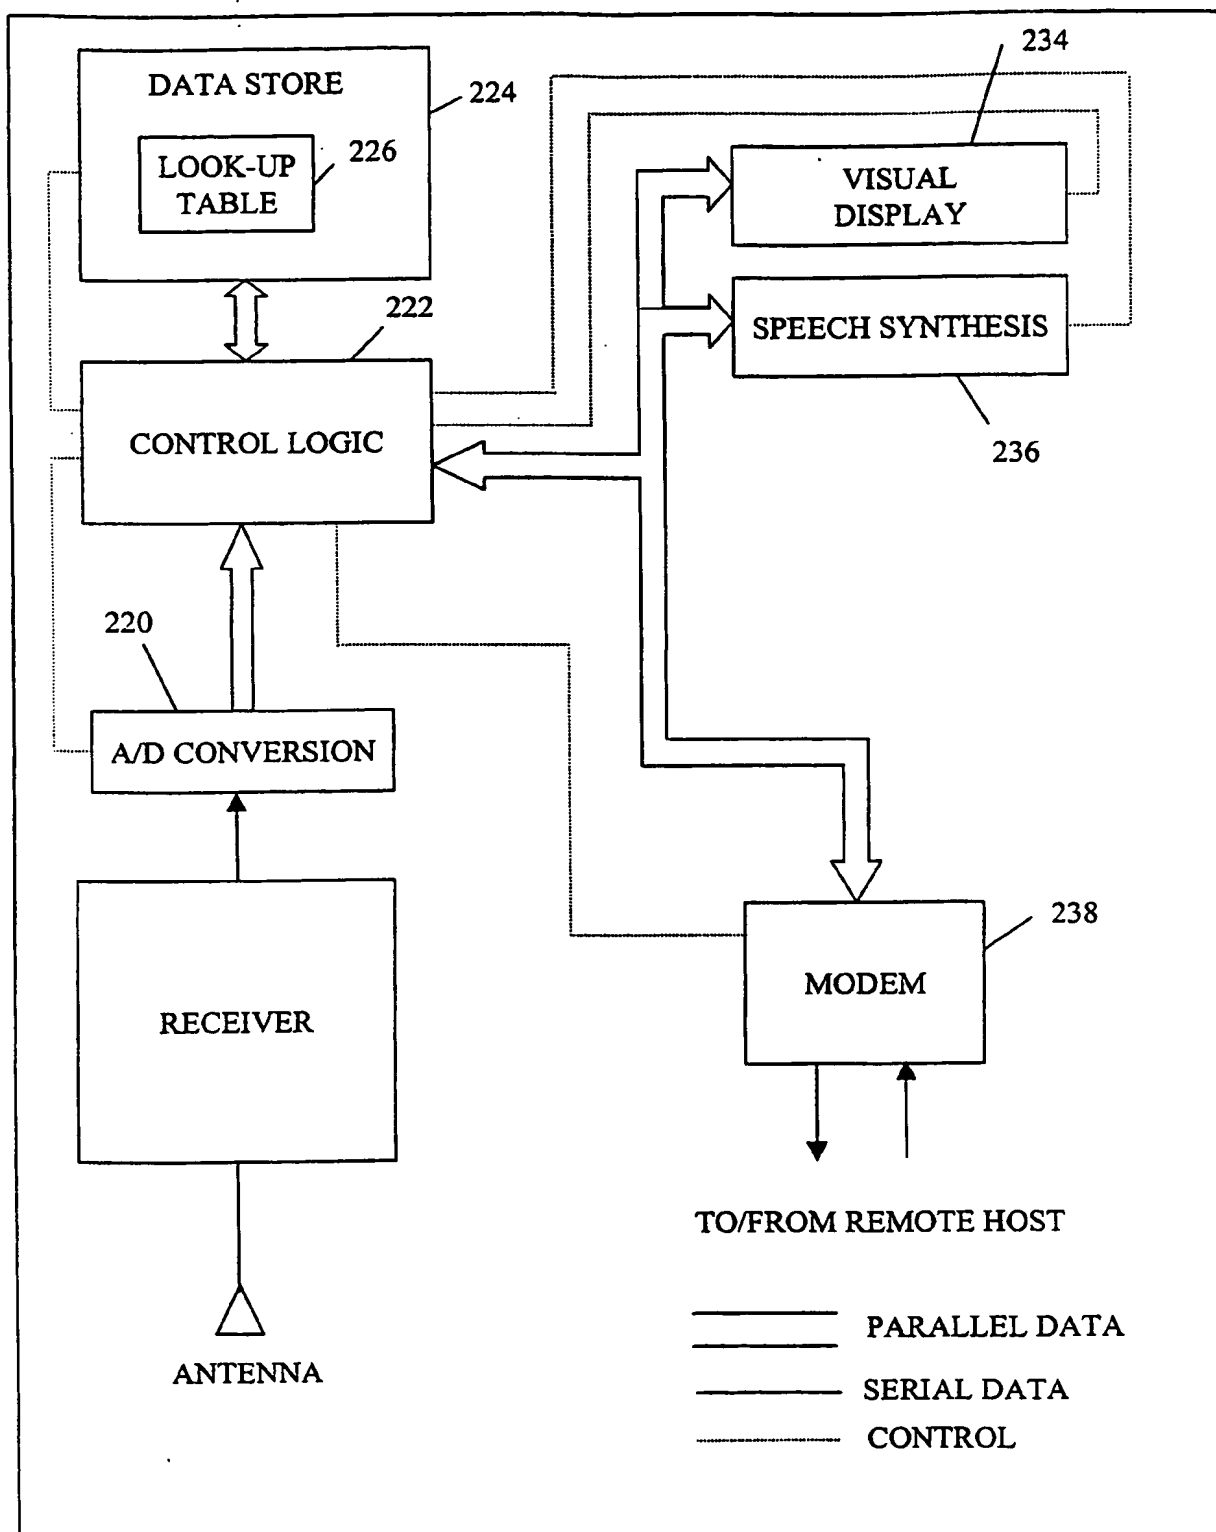 DATA STORE
224
LOOK-UP
TABLE
226
234
VISUAL
DISPLAY
SPEECH SYNTHESIS
236
222
CONTROL LOGIC
220
A/D CONVERSION
RECEIVER
ANTENNA
238
MODEM
TO/FROM REMOTE HOST
PARALLEL DATA
SERIAL DATA
CONTROL